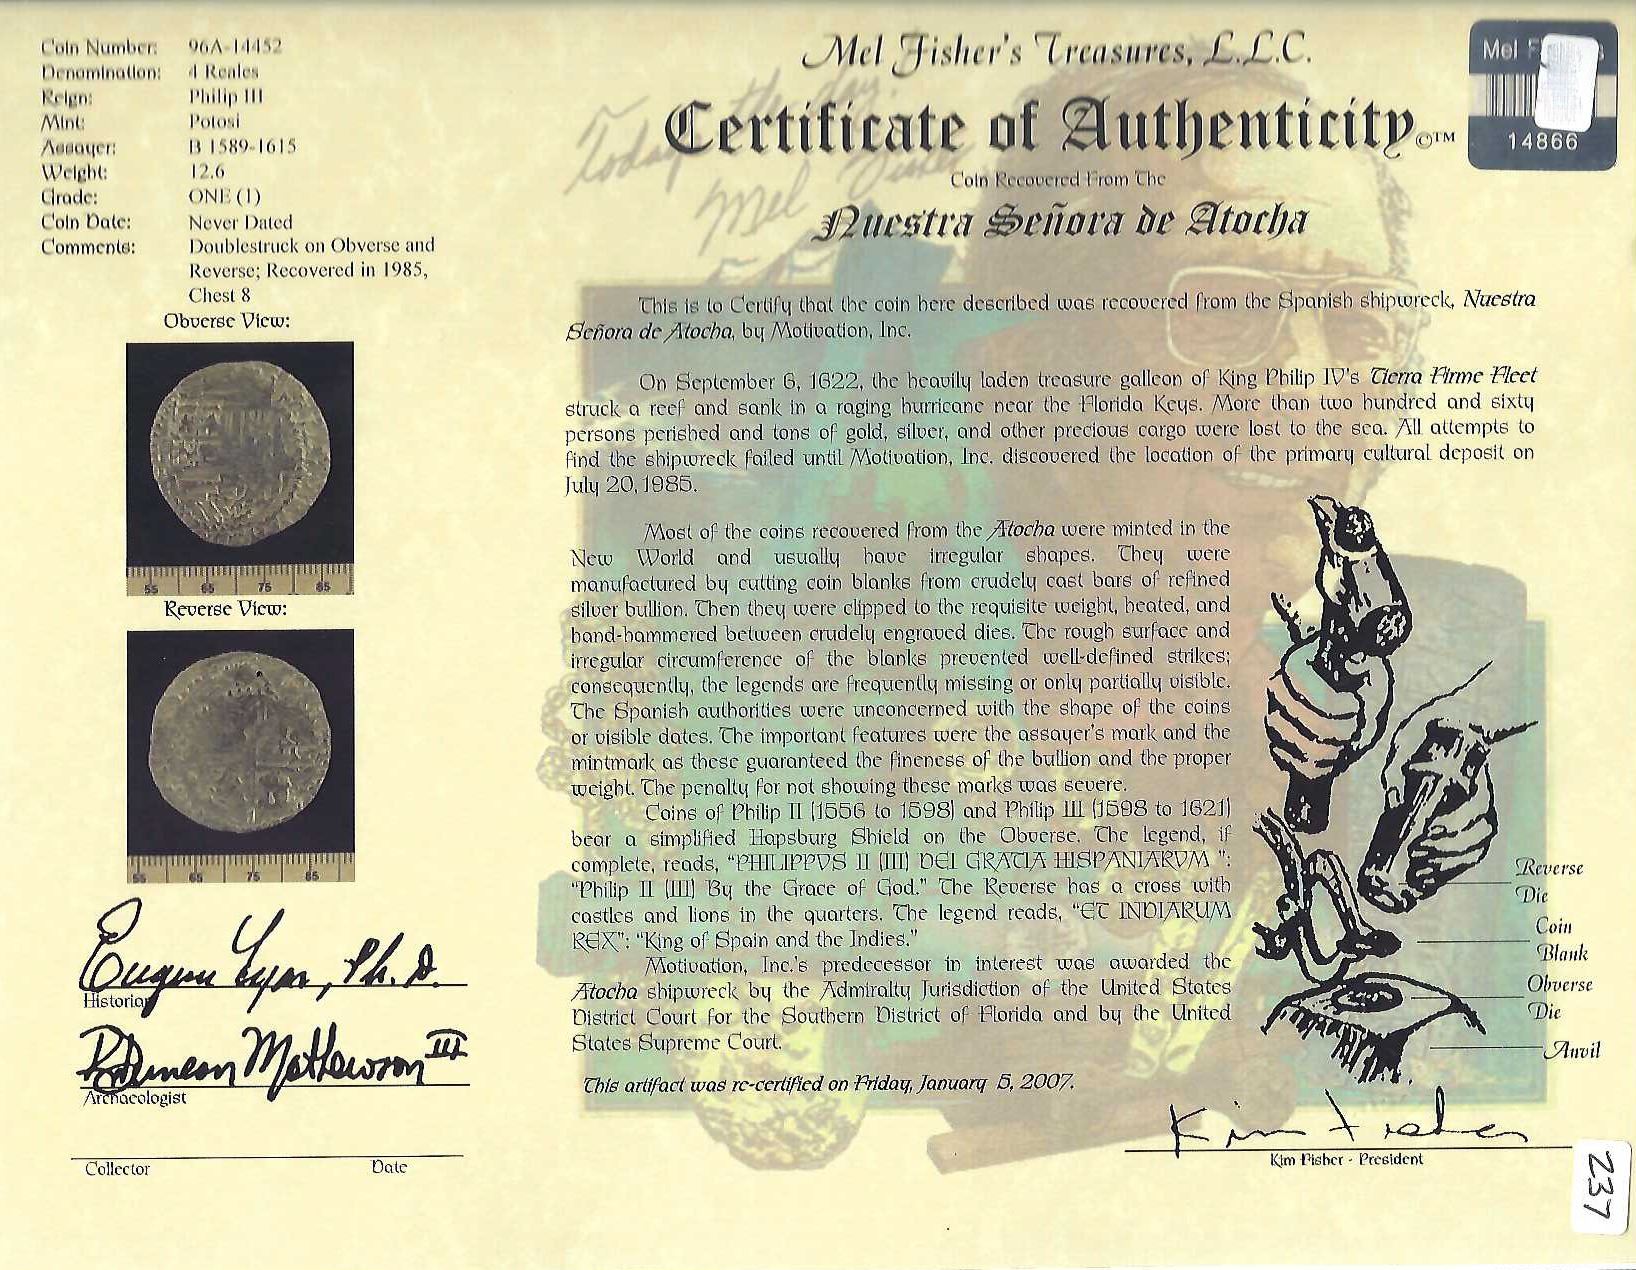 Coin Number: 96A-14452
Denomination: 4 Reales
Reign: Philip III
Mint: Potosi
Assayer: B 1589-1615
Weight: 12.6
Grade: ONE (1)
Coin Date: Never Dated
Comments: Doublestruck on Obverse and
Reverse; Recovered in 1985,
Chest 8
Obverse View:
55 65 75 85
Reverse View:
55 65 75 85
Eugene Lyon, Ph. D.
Historian
R Duncan Mathewson III
Archaeologist
Collector Date
Mel Fisher's Treasures, L.L.C.
Today the day.
Mel Fisher
Certificate of Authenticity©™
Coin Recovered From The
Nuestra Señora de Atocha
Mel
14866
This is to Certify that the coin here described was recovered from the Spanish shipwreck, Nuestra
Señora de Atocha, by Motivation, Inc.
On September 6, 1622, the heavily laden treasure galleon of King Philip IV's Tierra Firme Fleet
struck a reef and sank in a raging hurricane near the Florida Keys. More than two hundred and sixty
persons perished and tons of gold, silver, and other precious cargo were lost to the sea. All attempts to
find the shipwreck failed until Motivation, Inc. discovered the location of the primary cultural deposit on
July 20, 1985.
Most of the coins recovered from the Atocha were minted in the
New World and usually have irregular shapes. They were
manufactured by cutting coin blanks from crudely cast bars of refined
silver bullion. Then they were clipped to the requisite weight, heated, and
hand-hammered between crudely engraved dies. The rough surface and
irregular circumference of the blanks prevented well-defined strikes;
consequently, the legends are frequently missing or only partially visible.
The Spanish authorities were unconcerned with the shape of the coins
or visible dates. The important features were the assayer's mark and the
mintmark as these guaranteed the fineness of the bullion and the proper
weight. The penalty for not showing these marks was severe.
Coins of Philip II (1556 to 1598) and Philip III (1598 to 1621)
bear a simplified Hapsburg Shield on the Obverse. The legend, if
complete, reads, "PHILIPPVS II (III) DEI GRATIA HISPANIARVM ":
"Philip II (III) By the Grace of God." The Reverse has a cross with
castles and lions in the quarters. The legend reads, "ET INDIARUM
REX": "King of Spain and the Indies."
Motivation, Inc.'s predecessor in interest was awarded the
Atocha shipwreck by the Admiralty Jurisdiction of the United States
District Court for the Southern District of Florida and by the United
States Supreme Court.
This artifact was re-certified on Friday, January 5, 2007.
Reverse
Die
Coin
Blank
Obverse
Die
Anvil
Kim Fisher
Kim Fisher - President
237